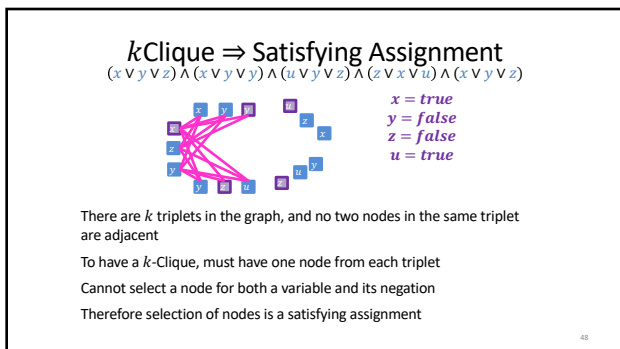 kClique ⇒ Satisfying Assignment
(x ∨ y ∨ z) ∧ (x ∨ y ∨ y) ∧ (u ∨ y ∨ z) ∧ (z ∨ x ∨ u) ∧ (x ∨ y ∨ z)
x = true
y = false
z = false
u = true
x y y u
z
x x
z
y y
u
y z u z
There are k triplets in the graph, and no two nodes in the same triplet
are adjacent
To have a k-Clique, must have one node from each triplet
Cannot select a node for both a variable and its negation
Therefore selection of nodes is a satisfying assignment
48